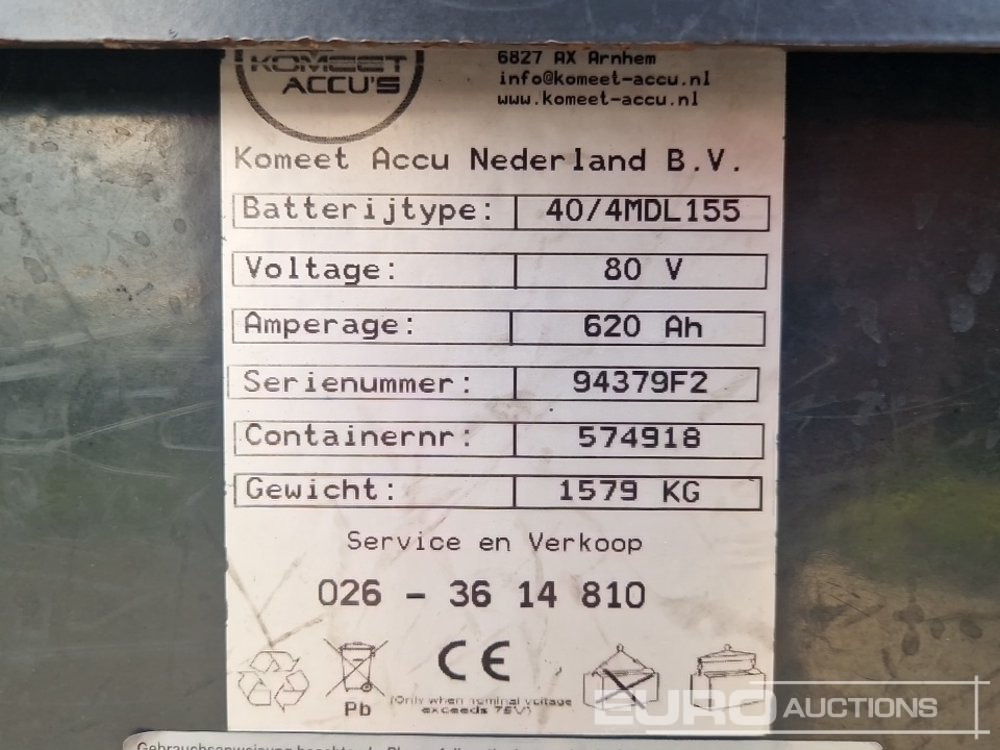 KOMEET
ACCU'S
6827 AX Arnhem
info@komeet-accu.nl
www.komeet-accu.nl
Komeet Accu Nederland B.V.
Batterijtype: 40/4MDL155
Voltage: 80 V
Amperage: 620 Ah
Serienummer: 94379F2
Containernr: 574918
Gewicht: 1579 KG
Service en Verkoop
026 - 36 14 810
CE
Pb
(Only when nominal voltage
exceeds 75V)
EURO AUCTIONS
Gebrauchsanweisung